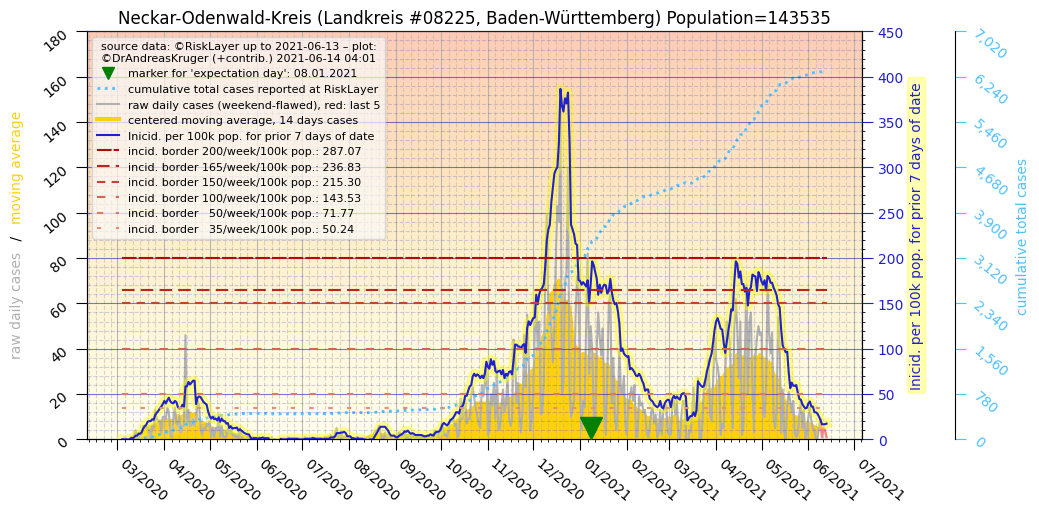 Neckar-Odenwald-Kreis (Landkreis #08225, Baden-Württemberg) Population=143535
source data: ©RiskLayer up to 2021-06-13 – plot:
©DrAndreasKruger (+contrib.) 2021-06-14 04:01
marker for 'expectation day': 08.01.2021
cumulative total cases reported at RiskLayer
raw daily cases (weekend-flawed), red: last 5
centered moving average, 14 days cases
Inicid. per 100k pop. for prior 7 days of date
incid. border 200/week/100k pop.: 287.07
incid. border 165/week/100k pop.: 236.83
incid. border 150/week/100k pop.: 215.30
incid. border 100/week/100k pop.: 143.53
incid. border   50/week/100k pop.: 71.77
incid. border   35/week/100k pop.: 50.24
raw daily cases / moving average
180
160
140
120
100
80
60
40
20
0
450
400
350
300
250
200
150
100
50
0
Inicid. per 100k pop. for prior 7 days of date
7,020
6,240
5,460
4,680
3,900
3,120
2,340
1,560
780
0
cumulative total cases
03/2020
04/2020
05/2020
06/2020
07/2020
08/2020
09/2020
10/2020
11/2020
12/2020
01/2021
02/2021
03/2021
04/2021
05/2021
06/2021
07/2021